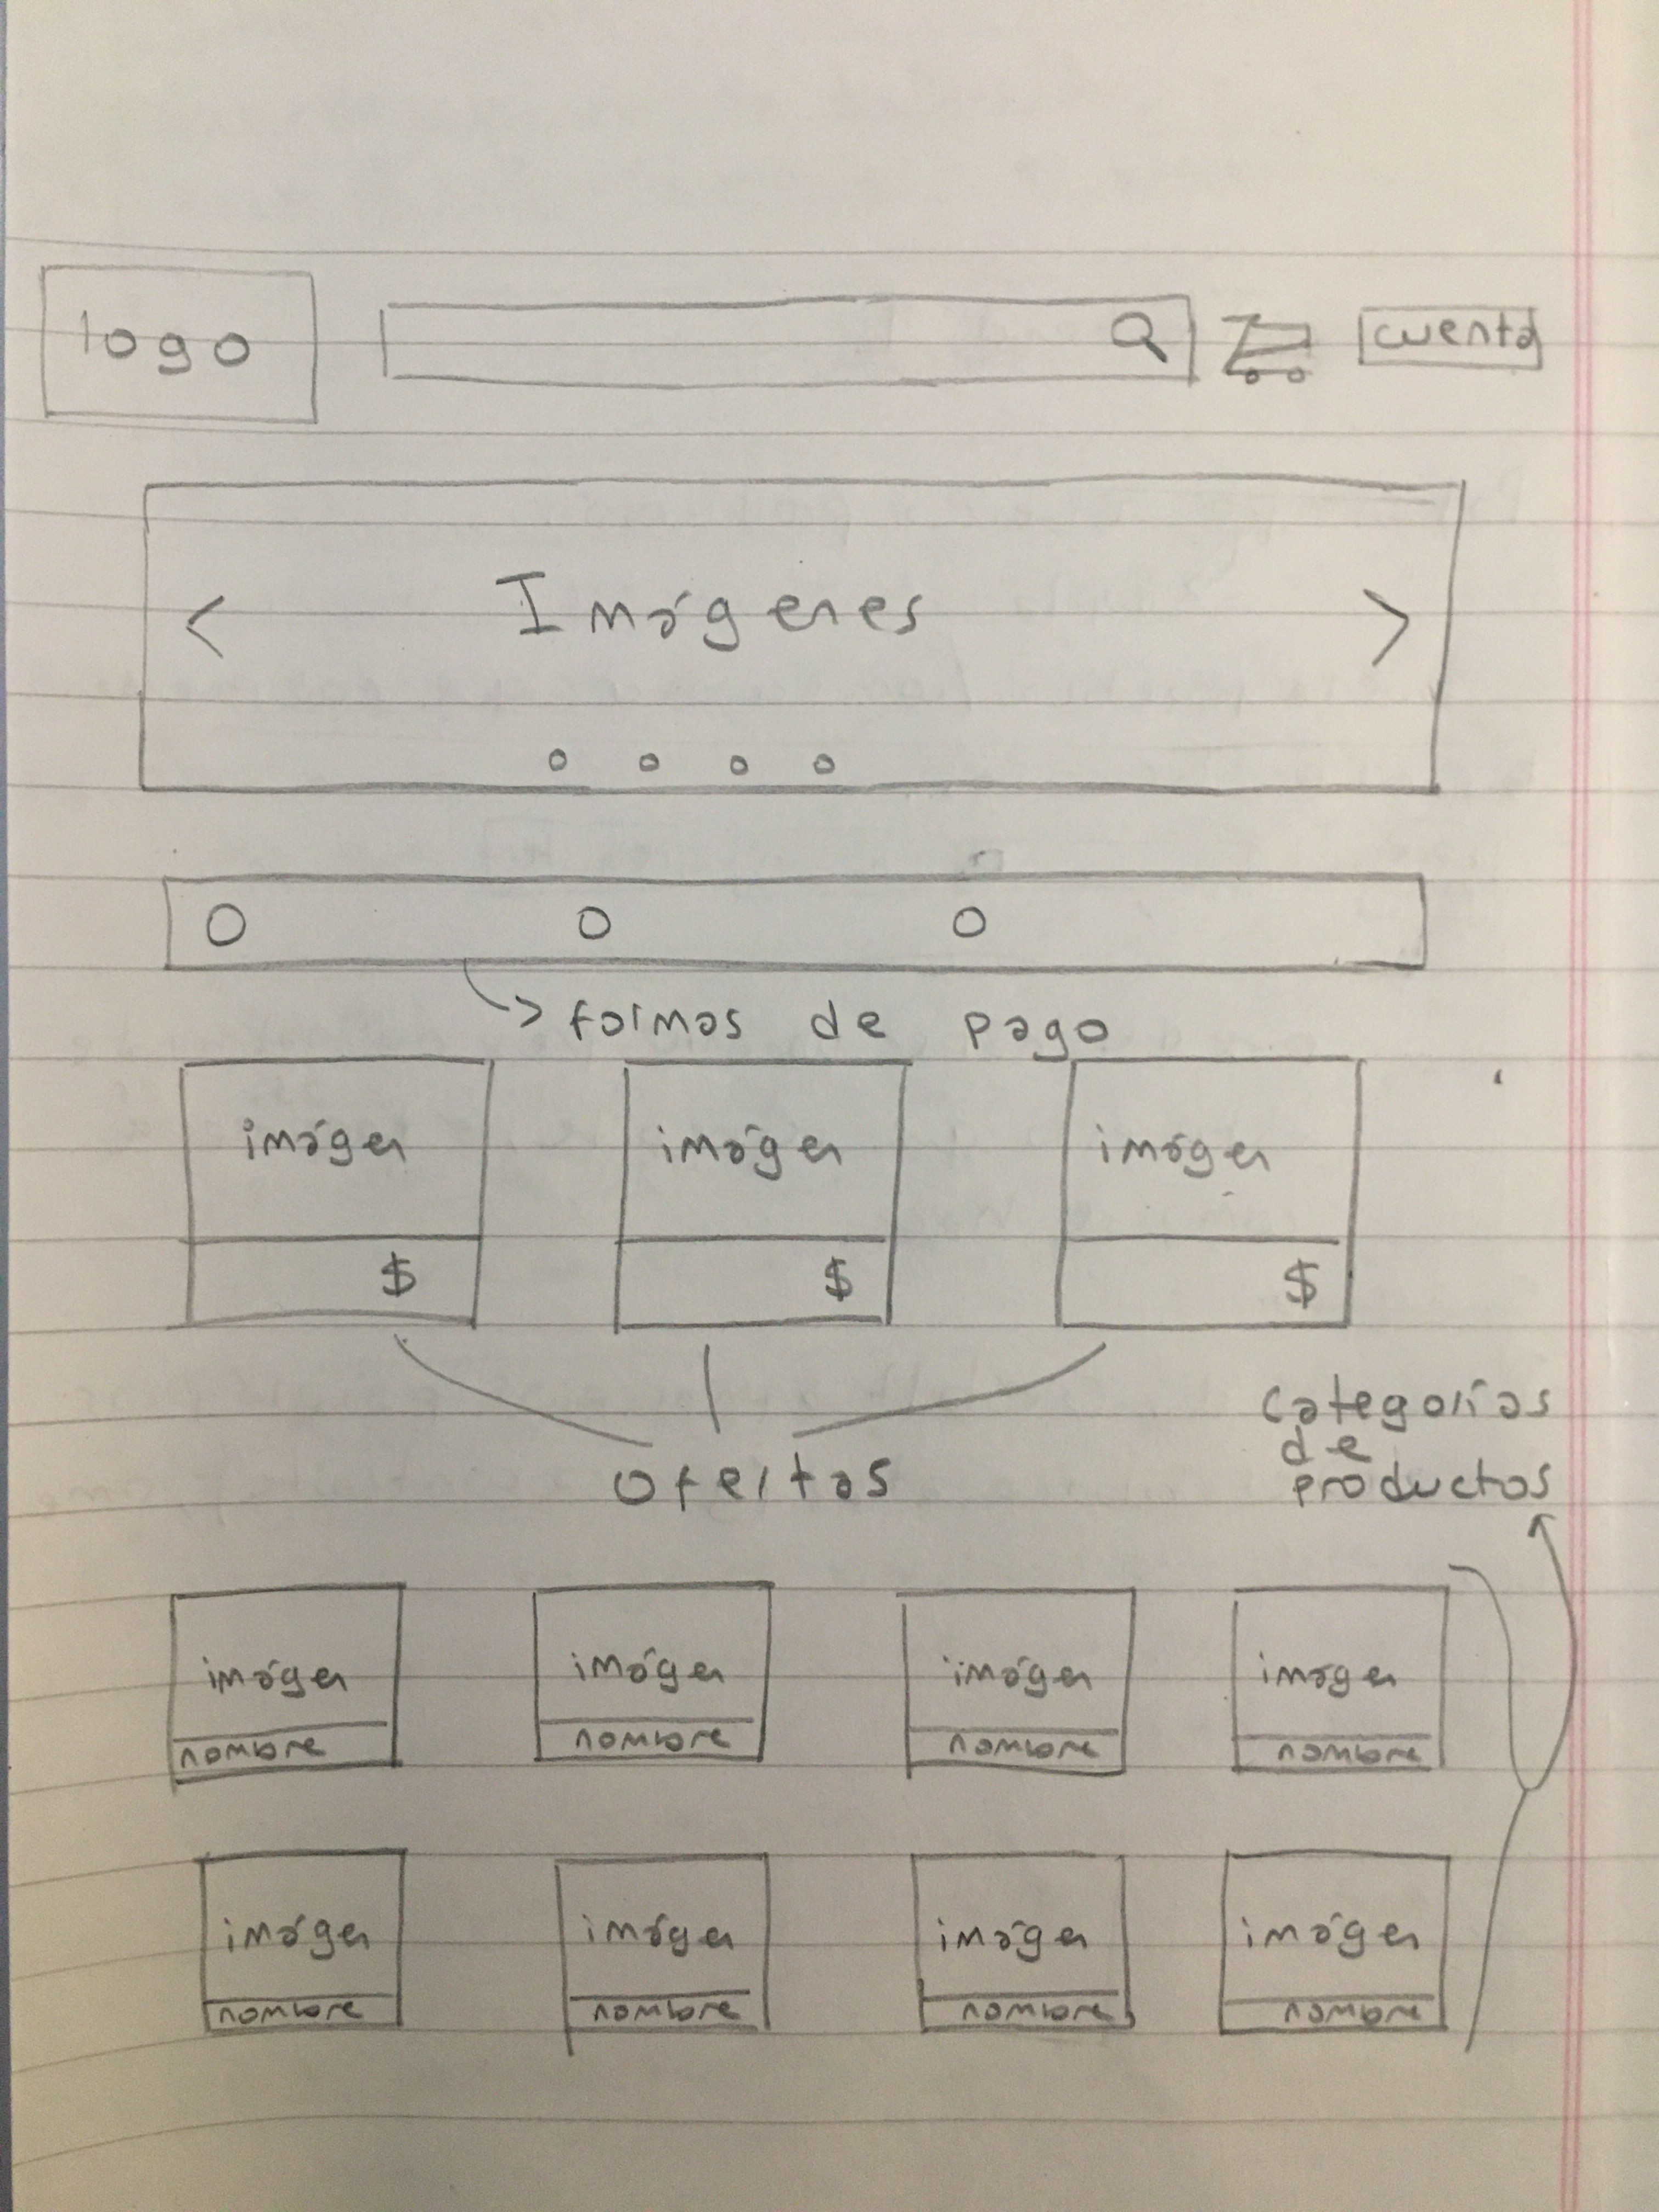 logo
cuenta
Imágenes
< >
formas de pago
imágen imágen imágen
$ $ $
Ofertas
categorías
de
productos
imágen imágen imágen imágen
nombre nombre nombre nombre
imágen imágen imágen imágen
nombre nombre nombre nombre